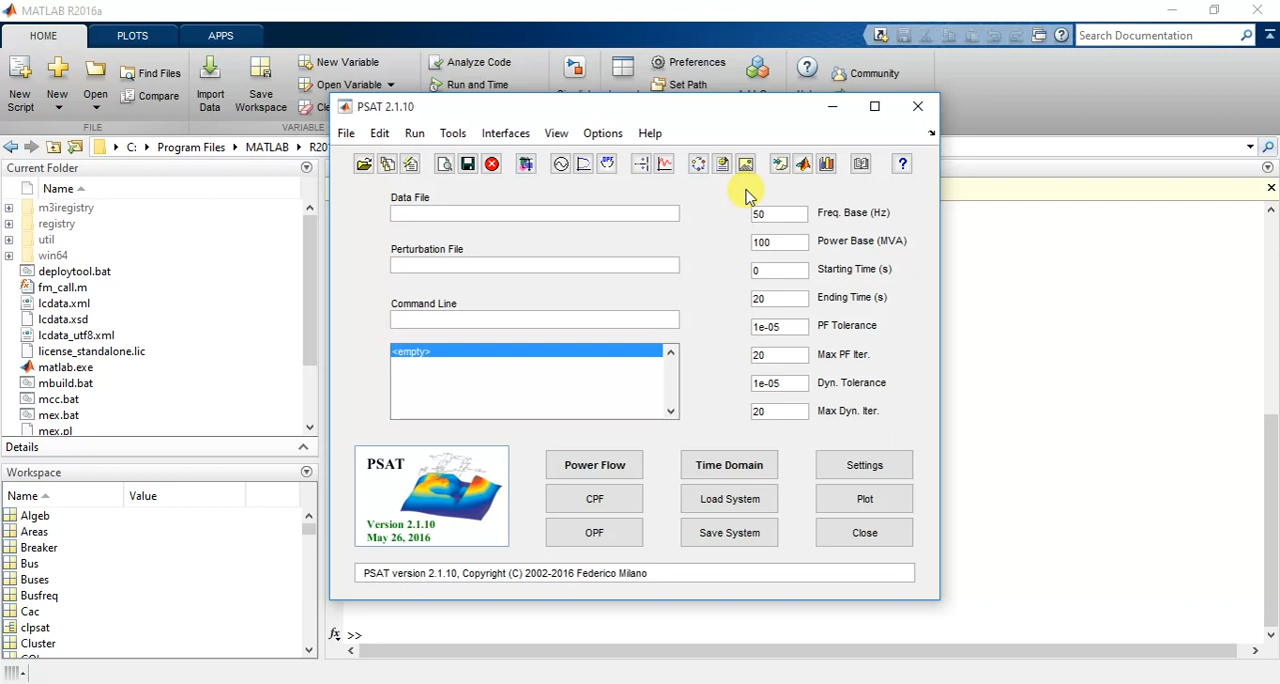 MATLAB R2016a
HOME PLOTS APPS
Search Documentation
New Script
New
Open
Find Files
Compare
Import Data
Save Workspace
New Variable
Open Variable
Analyze Code
Run and Time
Preferences
Set Path
Community
FILE
VARIABLE
C: Program Files MATLAB
Current Folder
Name
m3iregistry
registry
util
win64
deploytool.bat
fm_call.m
lcdata.xml
lcdata.xsd
lcdata_utf8.xml
license_standalone.lic
matlab.exe
mbuild.bat
mcc.bat
mex.bat
mex.pl
Details
Workspace
Name Value
Algeb
Areas
Breaker
Bus
Buses
Busfreq
Cac
clpsat
Cluster
PSAT 2.1.10
File Edit Run Tools Interfaces View Options Help
OPF
Data File
Perturbation File
Command Line
<empty>
50 Freq. Base (Hz)
100 Power Base (MVA)
0 Starting Time (s)
20 Ending Time (s)
1e-05 PF Tolerance
20 Max PF Iter.
1e-05 Dyn. Tolerance
20 Max Dyn. Iter.
PSAT
Version 2.1.10
May 26, 2016
Power Flow Time Domain Settings
CPF Load System Plot
OPF Save System Close
PSAT version 2.1.10, Copyright (C) 2002-2016 Federico Milano
fx >>